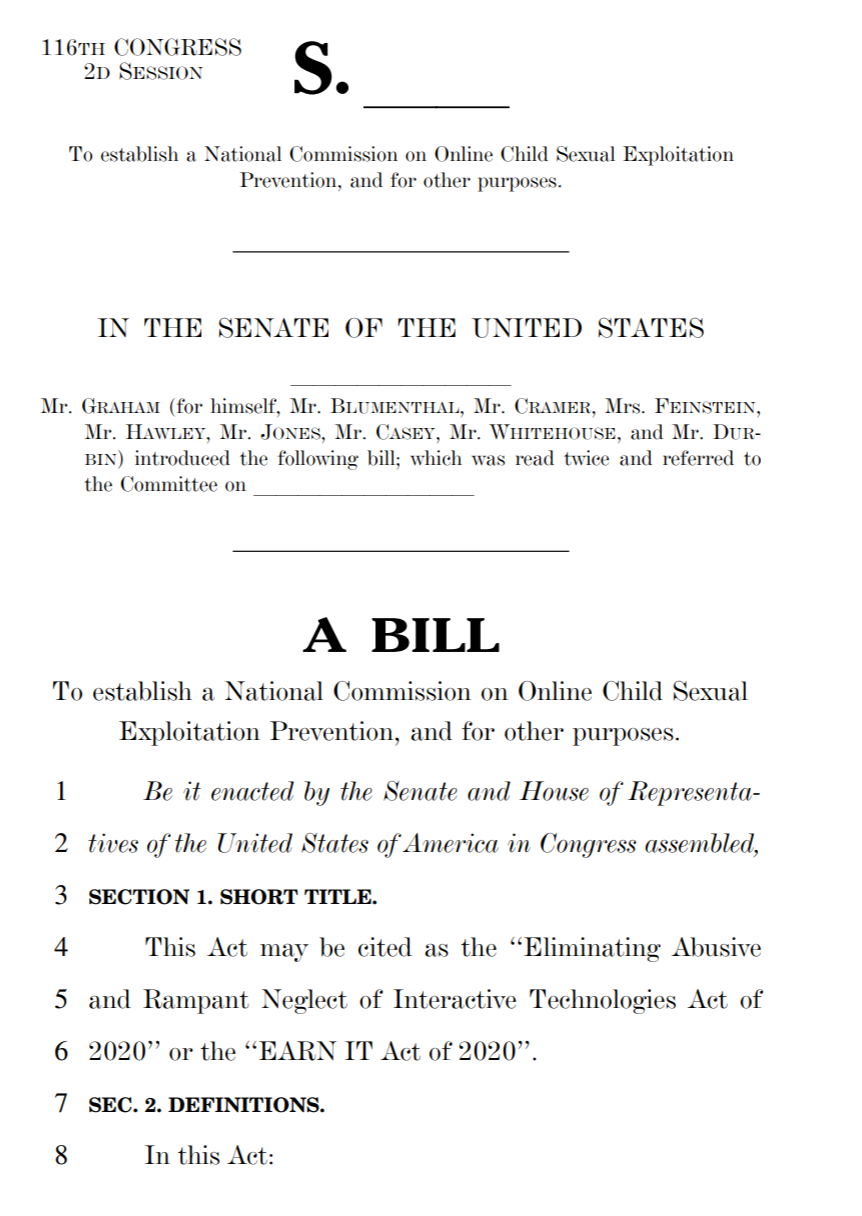 116TH CONGRESS
2D SESSION
S. ________
To establish a National Commission on Online Child Sexual Exploitation
Prevention, and for other purposes.
IN THE SENATE OF THE UNITED STATES
Mr. GRAHAM (for himself, Mr. BLUMENTHAL, Mr. CRAMER, Mrs. FEINSTEIN,
Mr. HAWLEY, Mr. JONES, Mr. CASEY, Mr. WHITEHOUSE, and Mr. DUR-
BIN) introduced the following bill; which was read twice and referred to
the Committee on ________
A BILL
To establish a National Commission on Online Child Sexual
Exploitation Prevention, and for other purposes.
1 Be it enacted by the Senate and House of Representa-
2 tives of the United States of America in Congress assembled,
3 SECTION 1. SHORT TITLE.
4 This Act may be cited as the ‘‘Eliminating Abusive
5 and Rampant Neglect of Interactive Technologies Act of
6 2020’’ or the ‘‘EARN IT Act of 2020’’.
7 SEC. 2. DEFINITIONS.
8 In this Act: